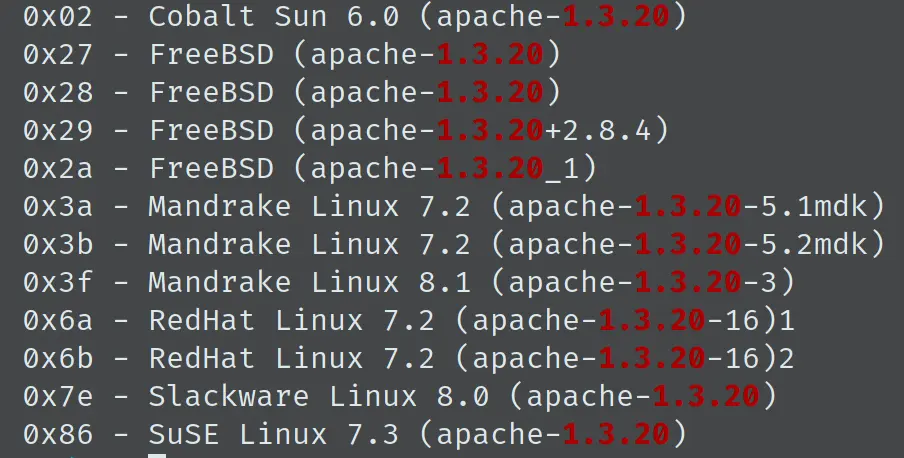 0x02 - Cobalt Sun 6.0 (apache-1.3.20)
0x27 - FreeBSD (apache-1.3.20)
0x28 - FreeBSD (apache-1.3.20)
0x29 - FreeBSD (apache-1.3.20+2.8.4)
0x2a - FreeBSD (apache-1.3.20_1)
0x3a - Mandrake Linux 7.2 (apache-1.3.20-5.1mdk)
0x3b - Mandrake Linux 7.2 (apache-1.3.20-5.2mdk)
0x3f - Mandrake Linux 8.1 (apache-1.3.20-3)
0x6a - RedHat Linux 7.2 (apache-1.3.20-16)1
0x6b - RedHat Linux 7.2 (apache-1.3.20-16)2
0x7e - Slackware Linux 8.0 (apache-1.3.20)
0x86 - SuSE Linux 7.3 (apache-1.3.20)